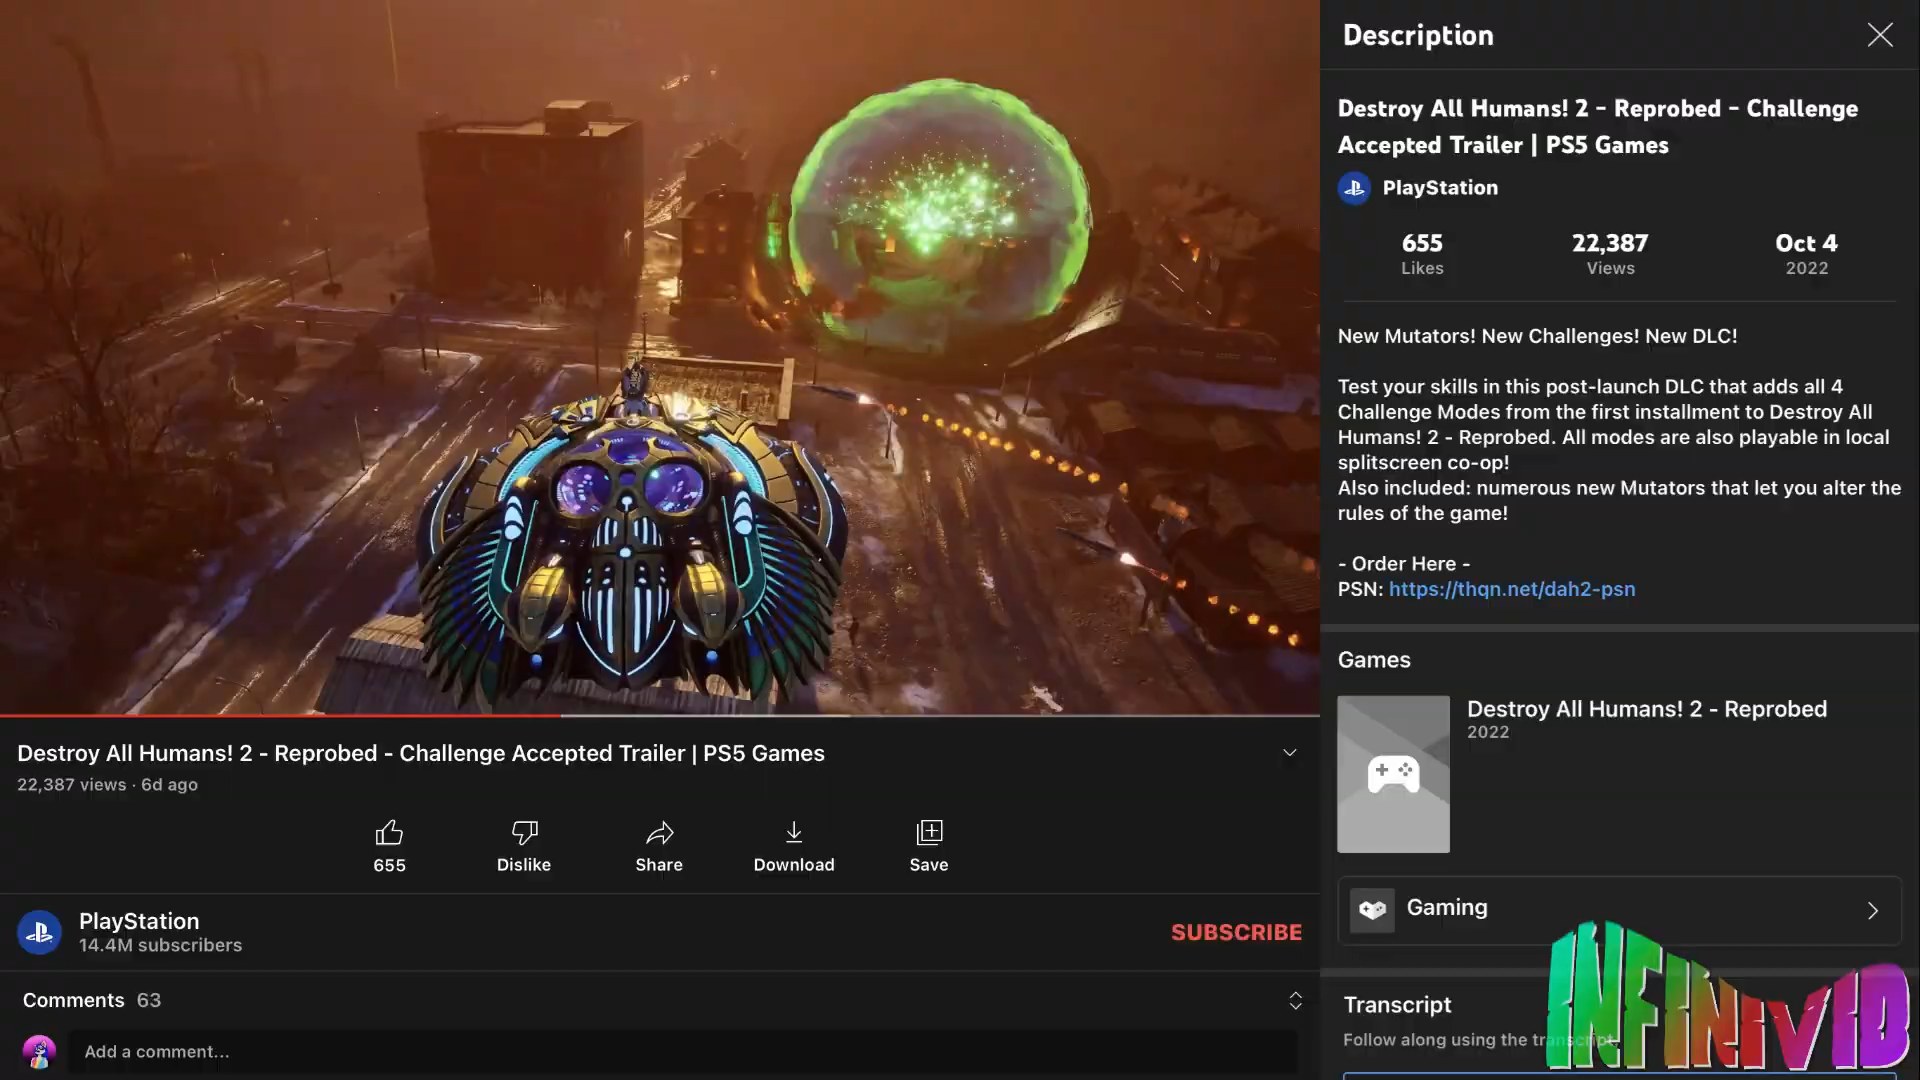 Description
Destroy All Humans! 2 - Reprobed - Challenge
Accepted Trailer | PS5 Games
PlayStation
655
22,387
Oct 4
Likes
Views
2022
New Mutators! New Challenges! New DLC!
Test your skills in this post-launch DLC that adds all 4
Challenge Modes from the first installment to Destroy All
Humans! 2 - Reprobed. All modes are also playable in local
splitscreen co-op!
Also included: numerous new Mutators that let you alter the
rules of the game!
- Order Here -
PSN: https://thqn.net/dah2-psn
Games
Destroy All Humans! 2 - Reprobed
2022
Gaming
Transcript
Follow along using the transcript.
INFINIVID
Destroy All Humans! 2 - Reprobed - Challenge Accepted Trailer | PS5 Games
22,387 views · 6d ago
655
Dislike
Share
Download
Save
PlayStation
14.4M subscribers
SUBSCRIBE
Comments 63
Add a comment...